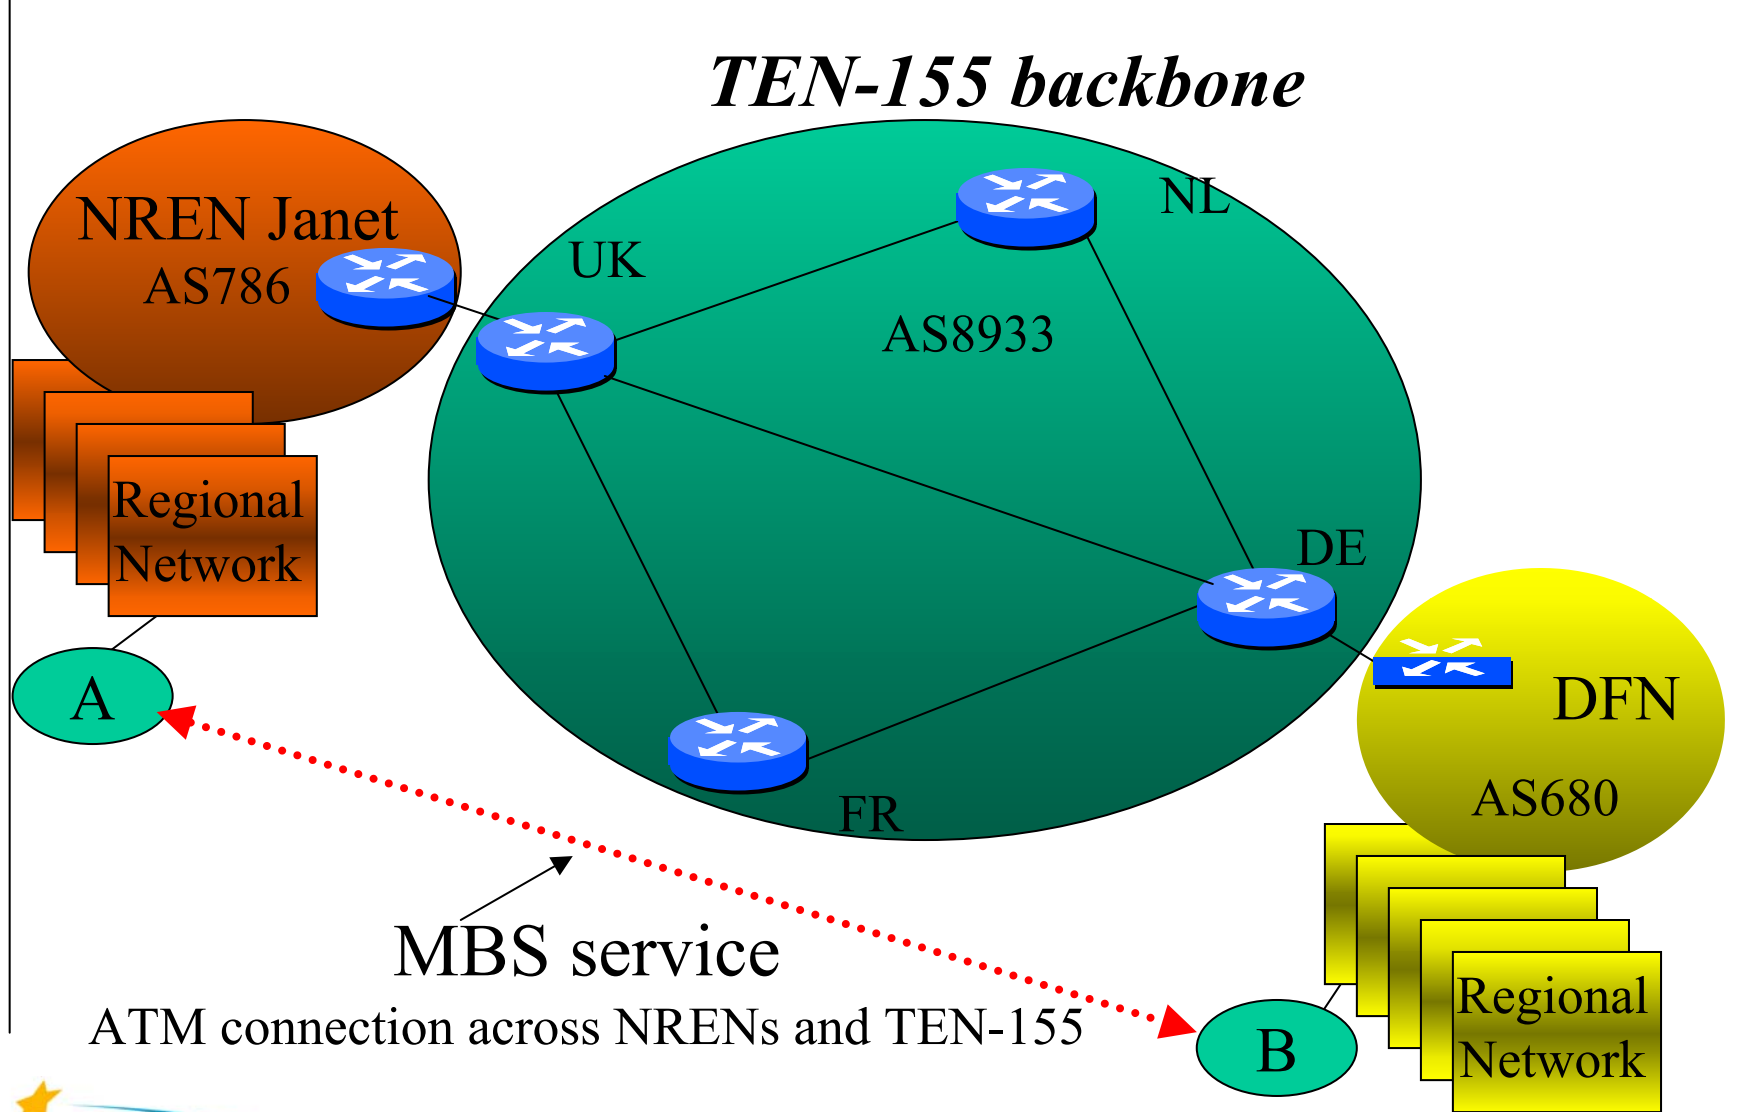 TEN-155 backbone
NREN Janet
AS786
UK
NL
AS8933
Regional
Network
DE
A
DFN
AS680
FR
MBS service
ATM connection across NRENs and TEN-155
B
Regional
Network